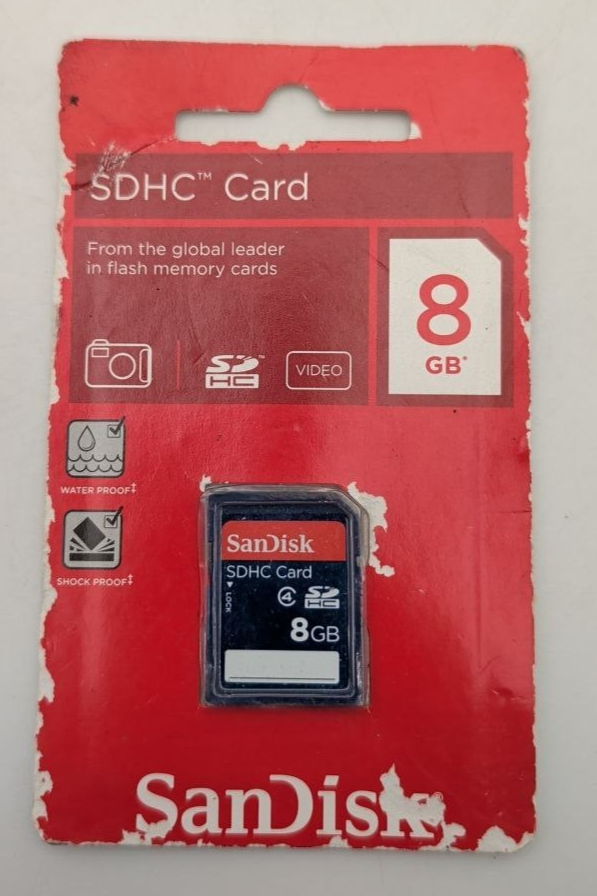 SDHC™ Card
From the global leader
in flash memory cards
8
GB*
SD
HC™
VIDEO
WATER PROOF‡
SHOCK PROOF‡
SanDisk
SDHC Card
LOCK
4
SD
HC
8GB
SanDisk®